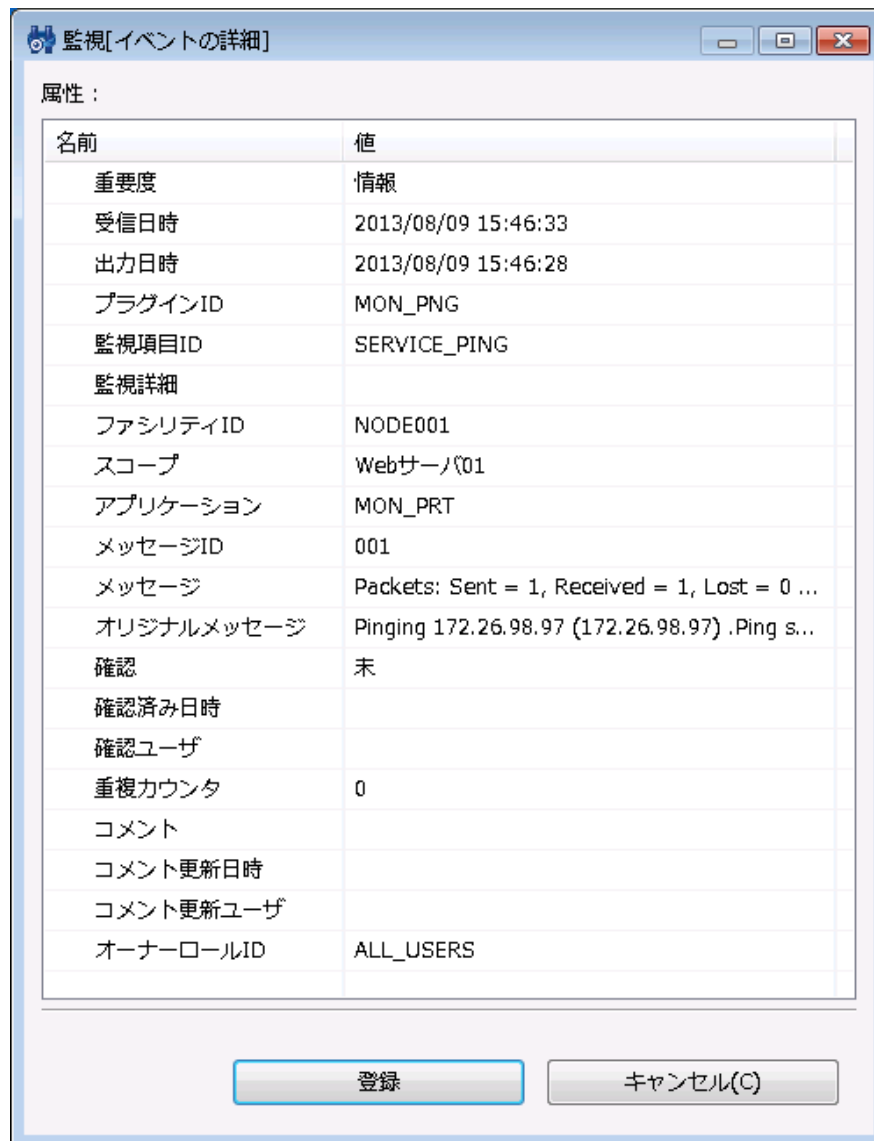 監視[イベントの詳細]
属性：
名前 値
重要度 情報
受信日時 2013/08/09 15:46:33
出力日時 2013/08/09 15:46:28
プラグインID MON_PNG
監視項目ID SERVICE_PING
監視詳細
ファシリティID NODE001
スコープ Webサーバ01
アプリケーション MON_PRT
メッセージID 001
メッセージ Packets: Sent = 1, Received = 1, Lost = 0 ...
オリジナルメッセージ Pinging 172.26.98.97 (172.26.98.97) .Ping s...
確認 未
確認済み日時
確認ユーザ
重複カウンタ 0
コメント
コメント更新日時
コメント更新ユーザ
オーナーロールID ALL_USERS
登録 キャンセル(C)